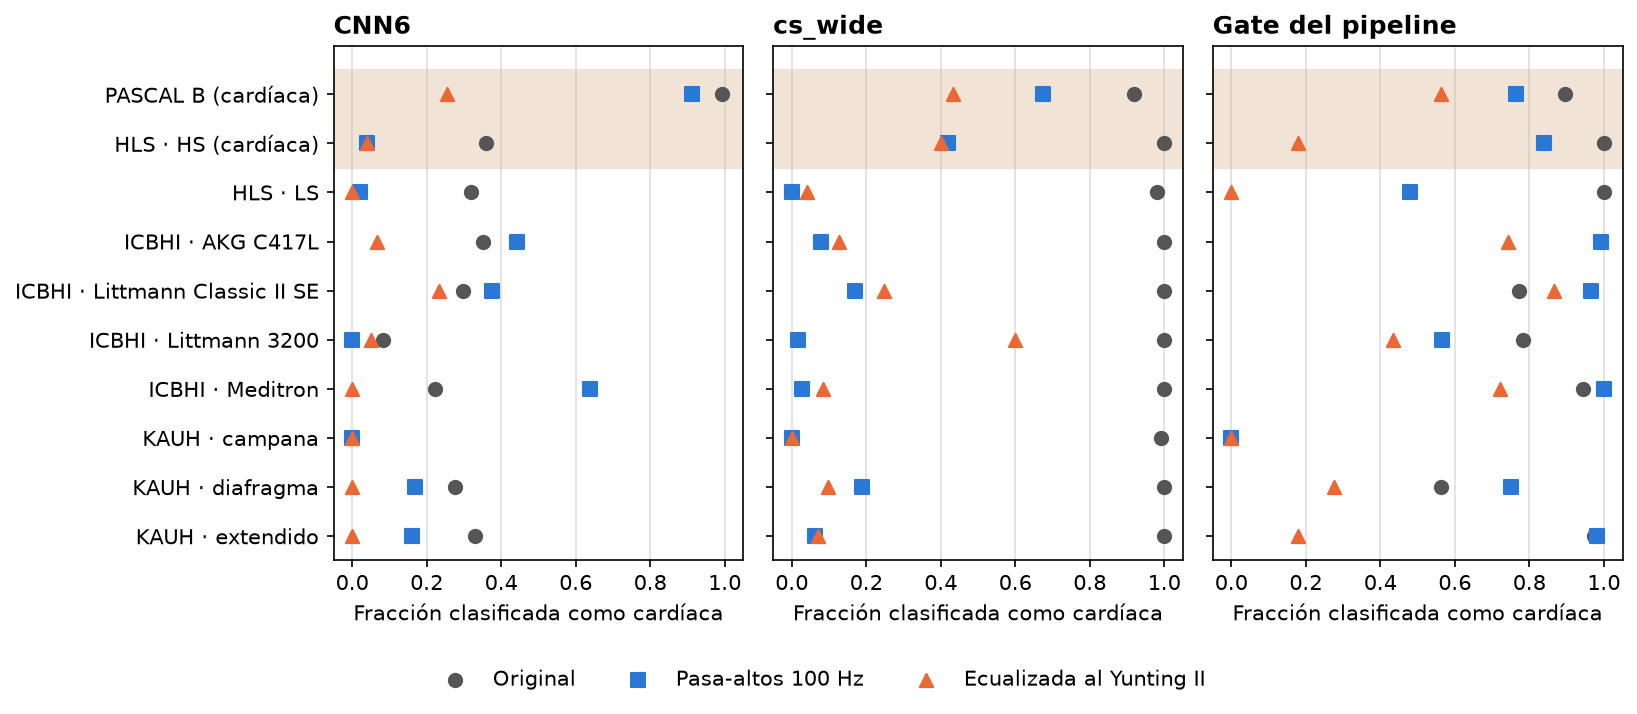 CNN6
cs_wide
Gate del pipeline
PASCAL B (cardíaca)
HLS · HS (cardíaca)
HLS · LS
ICBHI · AKG C417L
ICBHI · Littmann Classic II SE
ICBHI · Littmann 3200
ICBHI · Meditron
KAUH · campana
KAUH · diafragma
KAUH · extendido
0.0 0.2 0.4 0.6 0.8 1.0
0.0 0.2 0.4 0.6 0.8 1.0
0.0 0.2 0.4 0.6 0.8 1.0
Fracción clasificada como cardíaca
Fracción clasificada como cardíaca
Fracción clasificada como cardíaca
Original
Pasa-altos 100 Hz
Ecualizada al Yunting II